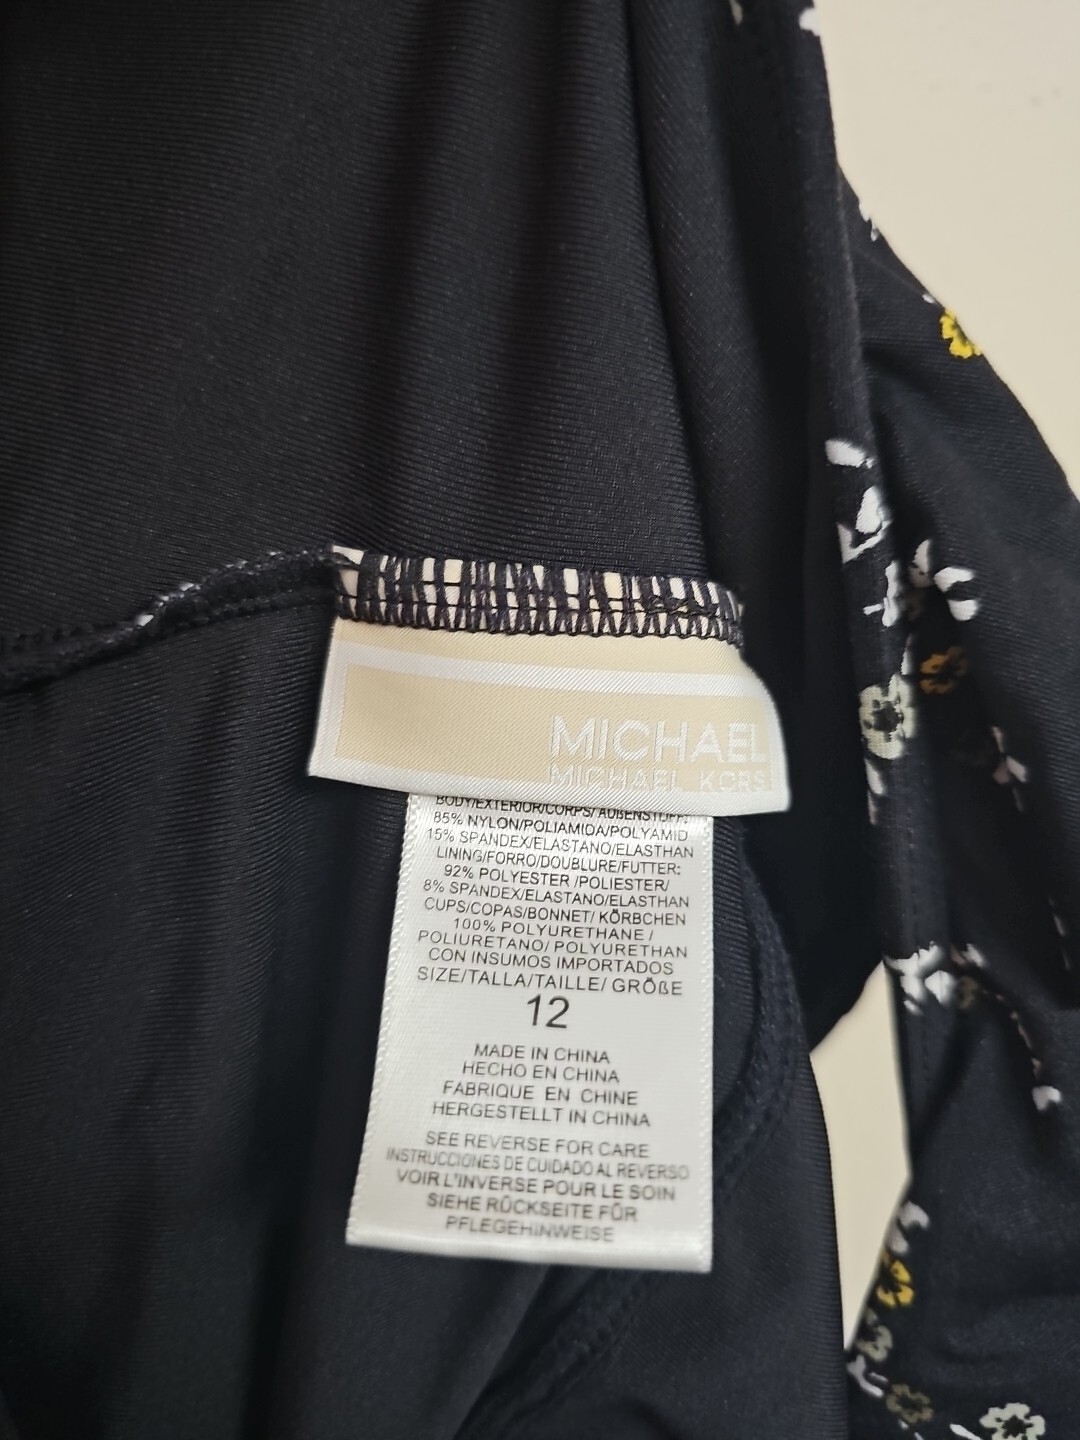 MICHAEL
MICHAEL KORS
BODY/EXTERIOR/CORPS/AUßENSTOFF:
85% NYLON/POLIAMIDA/POLYAMID
15% SPANDEX/ELASTANO/ELASTHAN
LINING/FORRO/DOUBLURE/FUTTER:
92% POLYESTER /POLIESTER/
8% SPANDEX/ELASTANO/ELASTHAN
CUPS/COPAS/BONNET/ KÖRBCHEN
100% POLYURETHANE /
POLIURETANO/ POLYURETHAN
CON INSUMOS IMPORTADOS
SIZE/TALLA/TAILLE/ GRÖßE
12
MADE IN CHINA
HECHO EN CHINA
FABRIQUE EN CHINE
HERGESTELLT IN CHINA
SEE REVERSE FOR CARE
INSTRUCCIONES DE CUIDADO AL REVERSO
VOIR L'INVERSE POUR LE SOIN
SIEHE RÜCKSEITE FÜR
PFLEGEHINWEISE